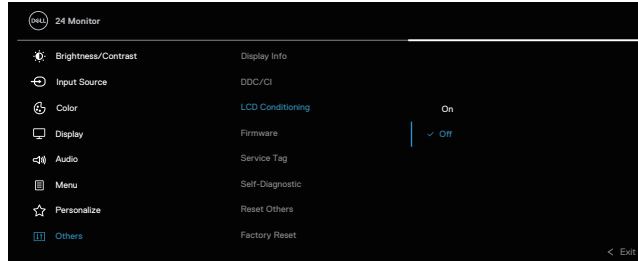 DELL 24 Monitor
Brightness/Contrast Display Info
Input Source DDC/CI
Color LCD Conditioning On
Display Firmware Off
Audio Service Tag
Menu Self-Diagnostic
Personalize Reset Others
Others Factory Reset
< Exit